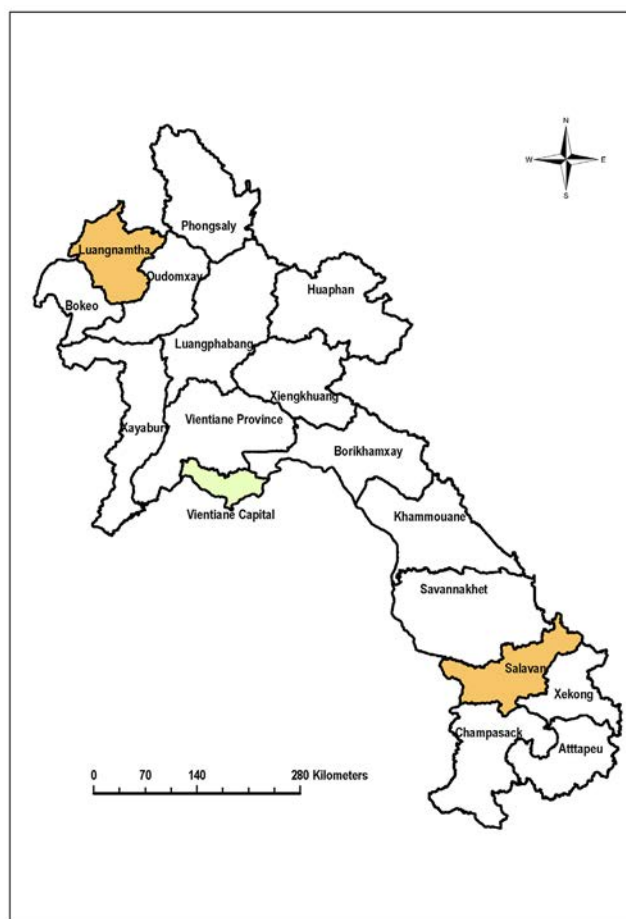 N
W E
S
Phongsaly
Luangnamtha
Oudomxay
Bokeo
Huaphan
Luangphabang
Xiengkhuang
Vientiane Province
Xayabury
Borikhamxay
Vientiane Capital
Khammouane
Savannakhet
Salavan
Xekong
Champasack
Atttapeu
0 70 140 280 Kilometers